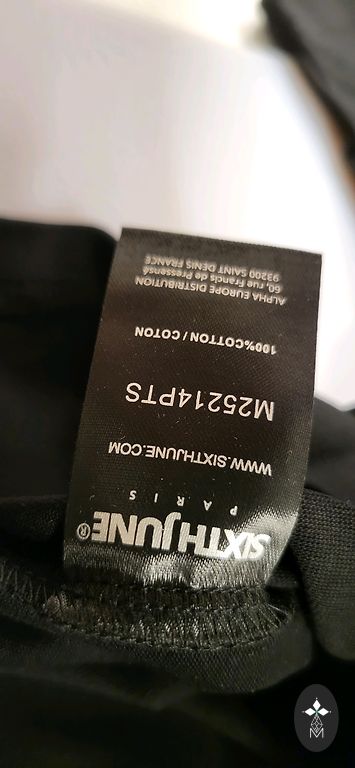 SIXTHJUNE®
PARIS
WWW.SIXTHJUNE.COM
M25214PTS
100%COTTON / COTON
ALPHA EUROPE DISTRIBUTION
60, rue Francis de Pressensé
93200 SAINT DENIS FRANCE
M